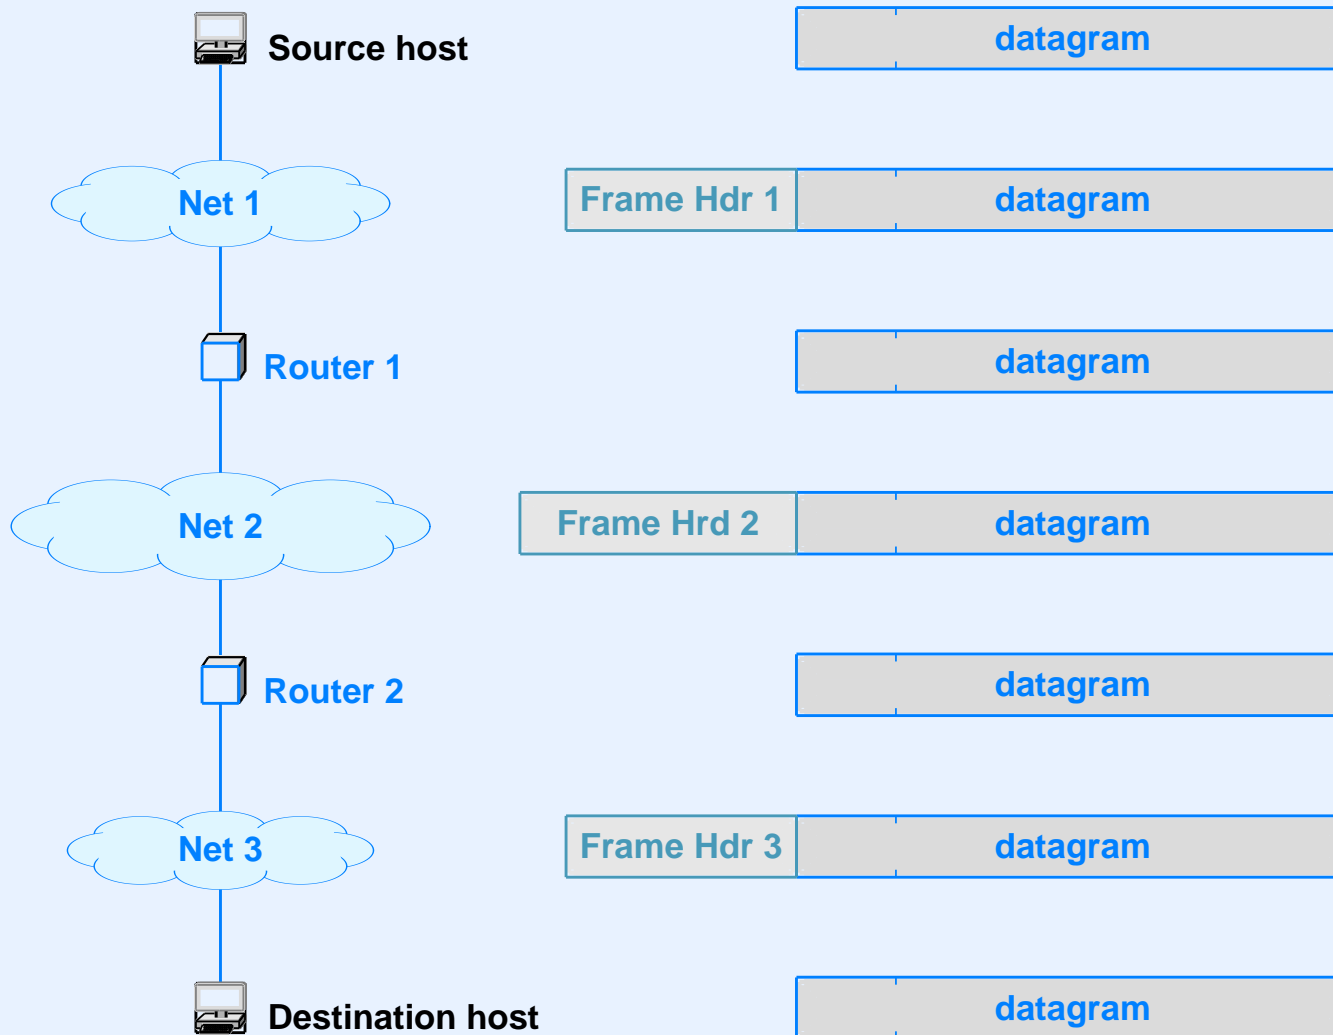 Source host
datagram
Net 1
Frame Hdr 1
datagram
Router 1
datagram
Net 2
Frame Hrd 2
datagram
Router 2
datagram
Net 3
Frame Hdr 3
datagram
Destination host
datagram